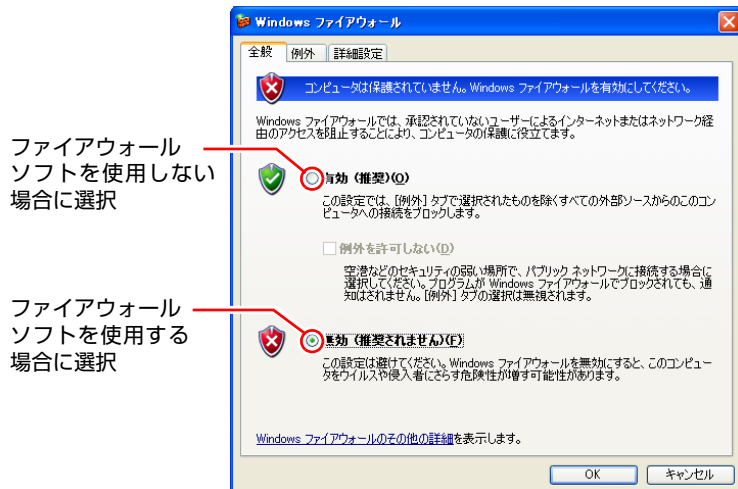 Windows ファイアウォール
全般
例外
詳細設定
コンピュータは保護されていません。Windows ファイアウォールを有効にしてください。
Windows ファイアウォールでは、承認されていないユーザーによるインターネットまたはネットワーク経
由のアクセスを阻止することにより、コンピュータの保護に役立てます。
ファイアウォール
ソフトを使用しない
場合に選択
有効 (推奨)(O)
この設定では、[例外] タブで選択されたものを除くすべての外部ソースからのこのコン
ピュータへの接続をブロックします。
例外を許可しない(D)
空港などのセキュリティの弱い場所で、パブリック ネットワークに接続する場合に
選択してください。プログラムが Windows ファイアウォールでブロックされても、通
知はされません。[例外] タブの選択は無視されます。
ファイアウォール
ソフトを使用する
場合に選択
無効 (推奨されません)(F)
この設定は避けてください。Windows ファイアウォールを無効にすると、このコンピュー
タをウイルスや侵入者にさらす危険性が増す可能性があります。
Windows ファイアウォールのその他の詳細を表示します。
OK
キャンセル